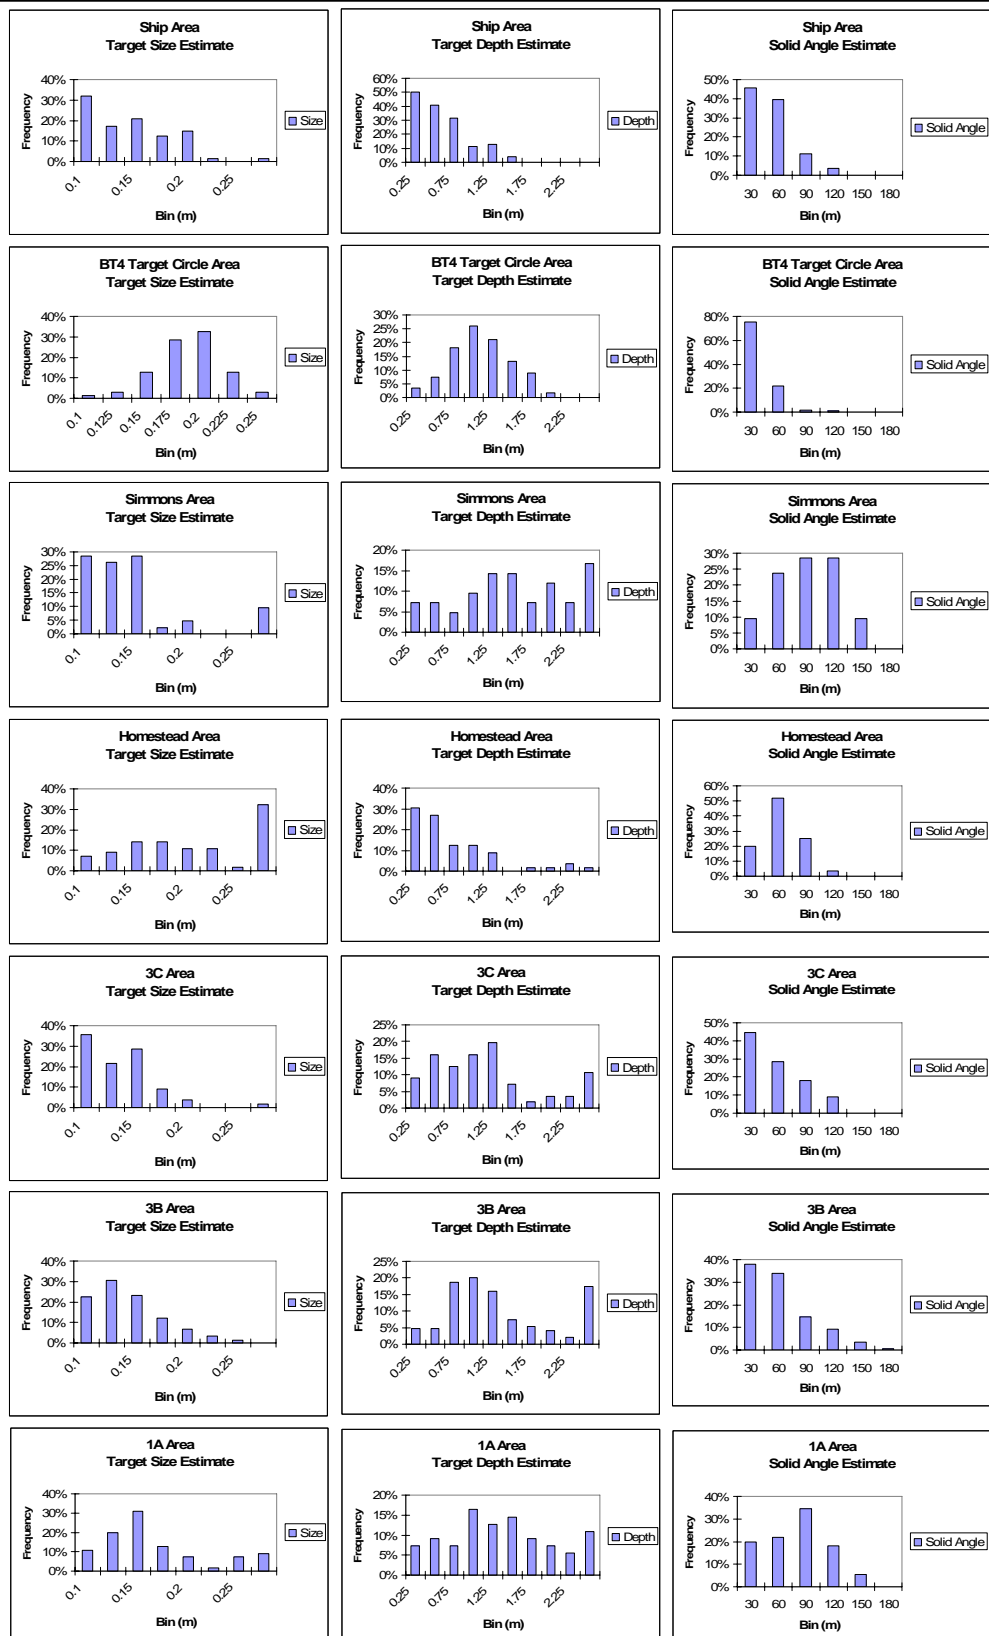 Ship Area
Target Size Estimate
40%
30%
20%
10%
0%
Frequency
0.1
0.15
0.2
0.25
Bin (m)
Size
Ship Area
Target Depth Estimate
60%
50%
40%
30%
20%
10%
0%
Frequency
0.25
0.75
1.25
1.75
2.25
Bin (m)
Depth
Ship Area
Solid Angle Estimate
50%
40%
30%
20%
10%
0%
Frequency
30 60 90 120 150 180
Bin (m)
Solid Angle
BT4 Target Circle Area
Target Size Estimate
40%
30%
20%
10%
0%
Frequency
0.1
0.125
0.15
0.175
0.2
0.225
0.25
Bin (m)
Size
BT4 Target Circle Area
Target Depth Estimate
30%
25%
20%
15%
10%
5%
0%
Frequency
0.25
0.75
1.25
1.75
2.25
Bin (m)
Depth
BT4 Target Circle Area
Solid Angle Estimate
80%
60%
40%
20%
0%
Frequency
30 60 90 120 150 180
Bin (m)
Solid Angle
Simmons Area
Target Size Estimate
30%
25%
20%
15%
10%
5%
0%
Frequency
0.1
0.15
0.2
0.25
Bin (m)
Size
Simmons Area
Target Depth Estimate
20%
15%
10%
5%
0%
Frequency
0.25
0.75
1.25
1.75
2.25
Bin (m)
Depth
Simmons Area
Solid Angle Estimate
30%
25%
20%
15%
10%
5%
0%
Frequency
30 60 90 120 150 180
Bin (m)
Solid Angle
Homestead Area
Target Size Estimate
40%
30%
20%
10%
0%
Frequency
0.1
0.15
0.2
0.25
Bin (m)
Size
Homestead Area
Target Depth Estimate
40%
30%
20%
10%
0%
Frequency
0.25
0.75
1.25
1.75
2.25
Bin (m)
Depth
Homestead Area
Solid Angle Estimate
60%
50%
40%
30%
20%
10%
0%
Frequency
30 60 90 120 150 180
Bin (m)
Solid Angle
3C Area
Target Size Estimate
40%
30%
20%
10%
0%
Frequency
0.1
0.15
0.2
0.25
Bin (m)
Size
3C Area
Target Depth Estimate
25%
20%
15%
10%
5%
0%
Frequency
0.25
0.75
1.25
1.75
2.25
Bin (m)
Depth
3C Area
Solid Angle Estimate
50%
40%
30%
20%
10%
0%
Frequency
30 60 90 120 150 180
Bin (m)
Solid Angle
3B Area
Target Size Estimate
40%
30%
20%
10%
0%
Frequency
0.1
0.15
0.2
0.25
Bin (m)
Size
3B Area
Target Depth Estimate
25%
20%
15%
10%
5%
0%
Frequency
0.25
0.75
1.25
1.75
2.25
Bin (m)
Depth
3B Area
Solid Angle Estimate
40%
30%
20%
10%
0%
Frequency
30 60 90 120 150 180
Bin (m)
Solid Angle
1A Area
Target Size Estimate
40%
30%
20%
10%
0%
Frequency
0.1
0.15
0.2
0.25
Bin (m)
Size
1A Area
Target Depth Estimate
20%
15%
10%
5%
0%
Frequency
0.25
0.75
1.25
1.75
2.25
Bin (m)
Depth
1A Area
Solid Angle Estimate
40%
30%
20%
10%
0%
Frequency
30 60 90 120 150 180
Bin (m)
Solid Angle